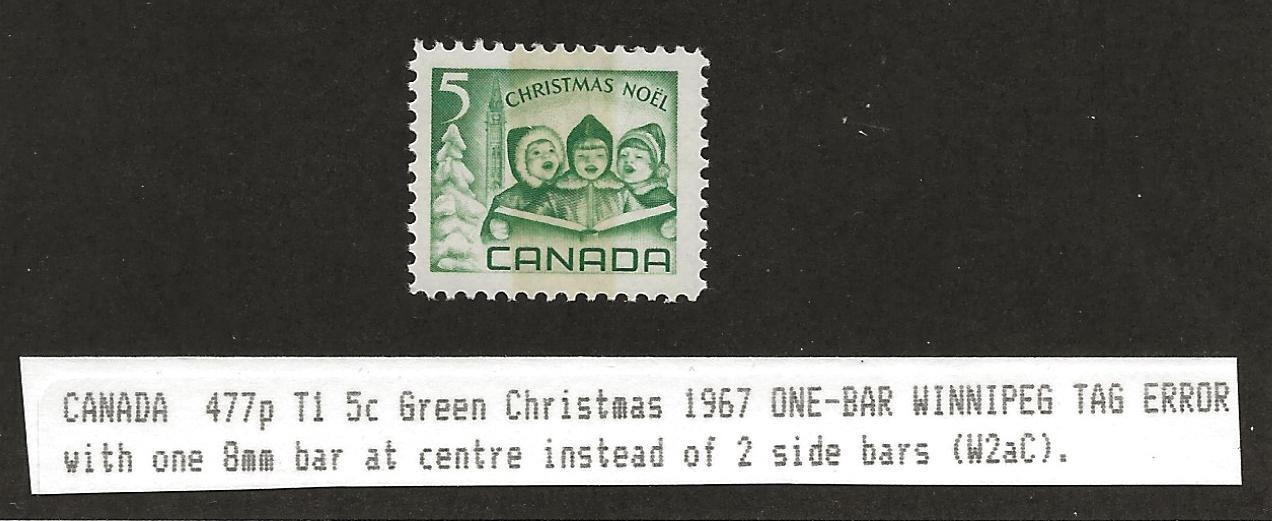 5
CHRISTMAS NOËL
CANADA
CANADA 477p T1 5c Green Christmas 1967 ONE-BAR WINNIPEG TAG ERROR
with one 8mm bar at centre instead of 2 side bars (W2aC).